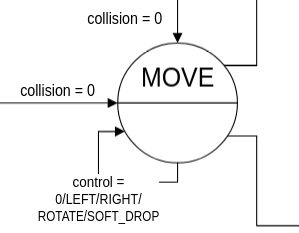 collision = 0
MOVE
collision = 0
control =
0/LEFT/RIGHT/
ROTATE/SOFT_DROP